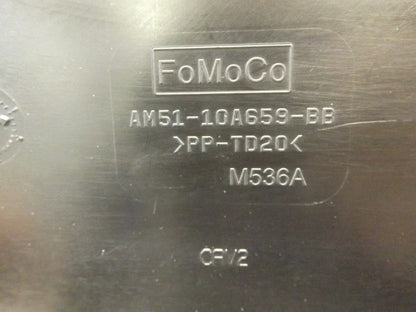 FoMoCo
AM51-10A659-BB
>PP-TD20<
M536A
CRV2